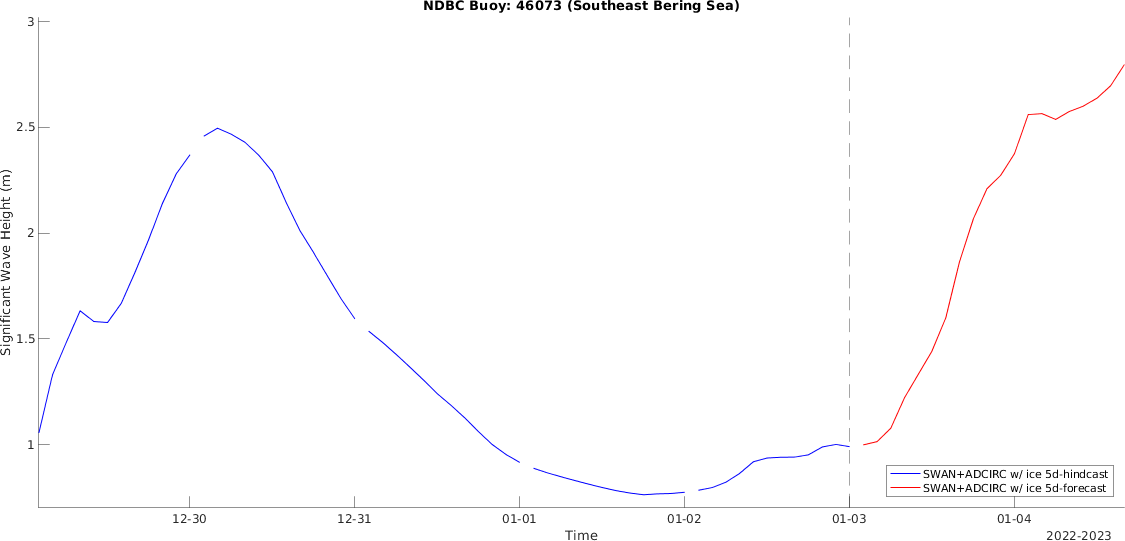 NDBC Buoy: 46073 (Southeast Bering Sea)
3
2.5
2
1.5
1
Significant Wave Height (m)
12-30
12-31
01-01
01-02
01-03
01-04
Time
2022-2023
SWAN+ADCIRC w/ ice 5d-hindcast
SWAN+ADCIRC w/ ice 5d-forecast